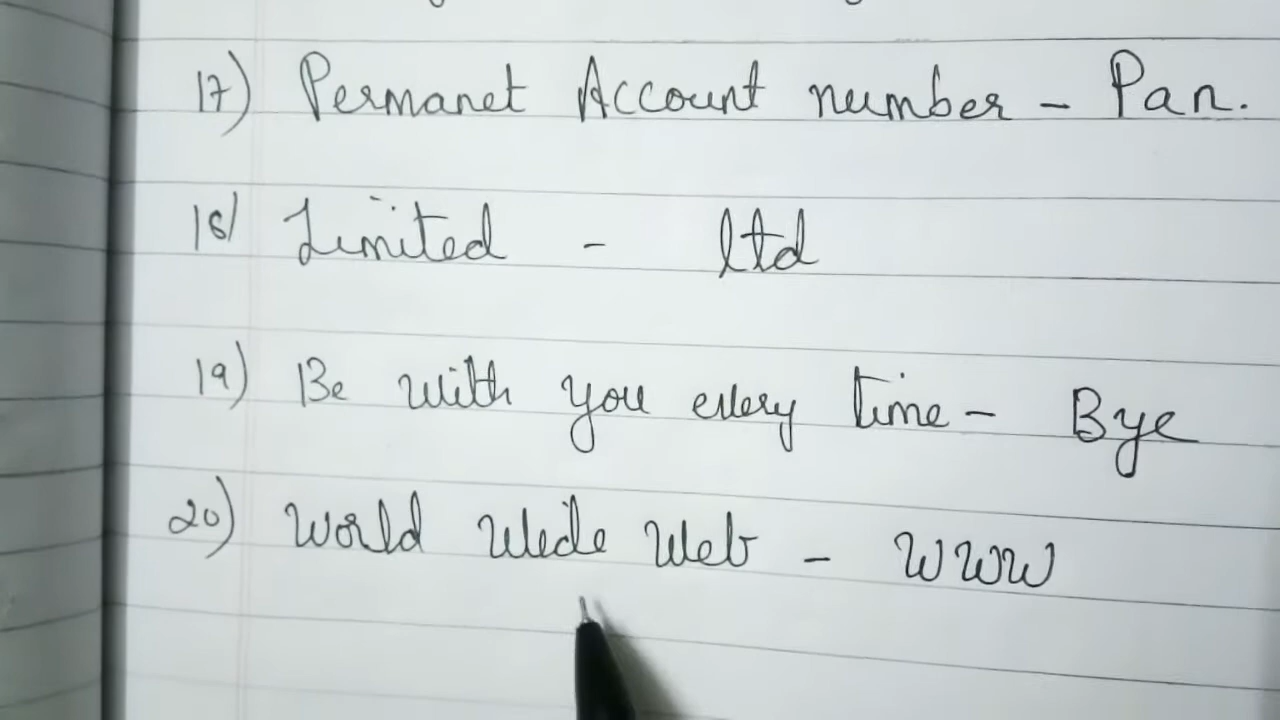 17) Permanet Account number - Pan.
18) Limited - ltd
19) Be with you every time - Bye
20) World Wide Web - WWW